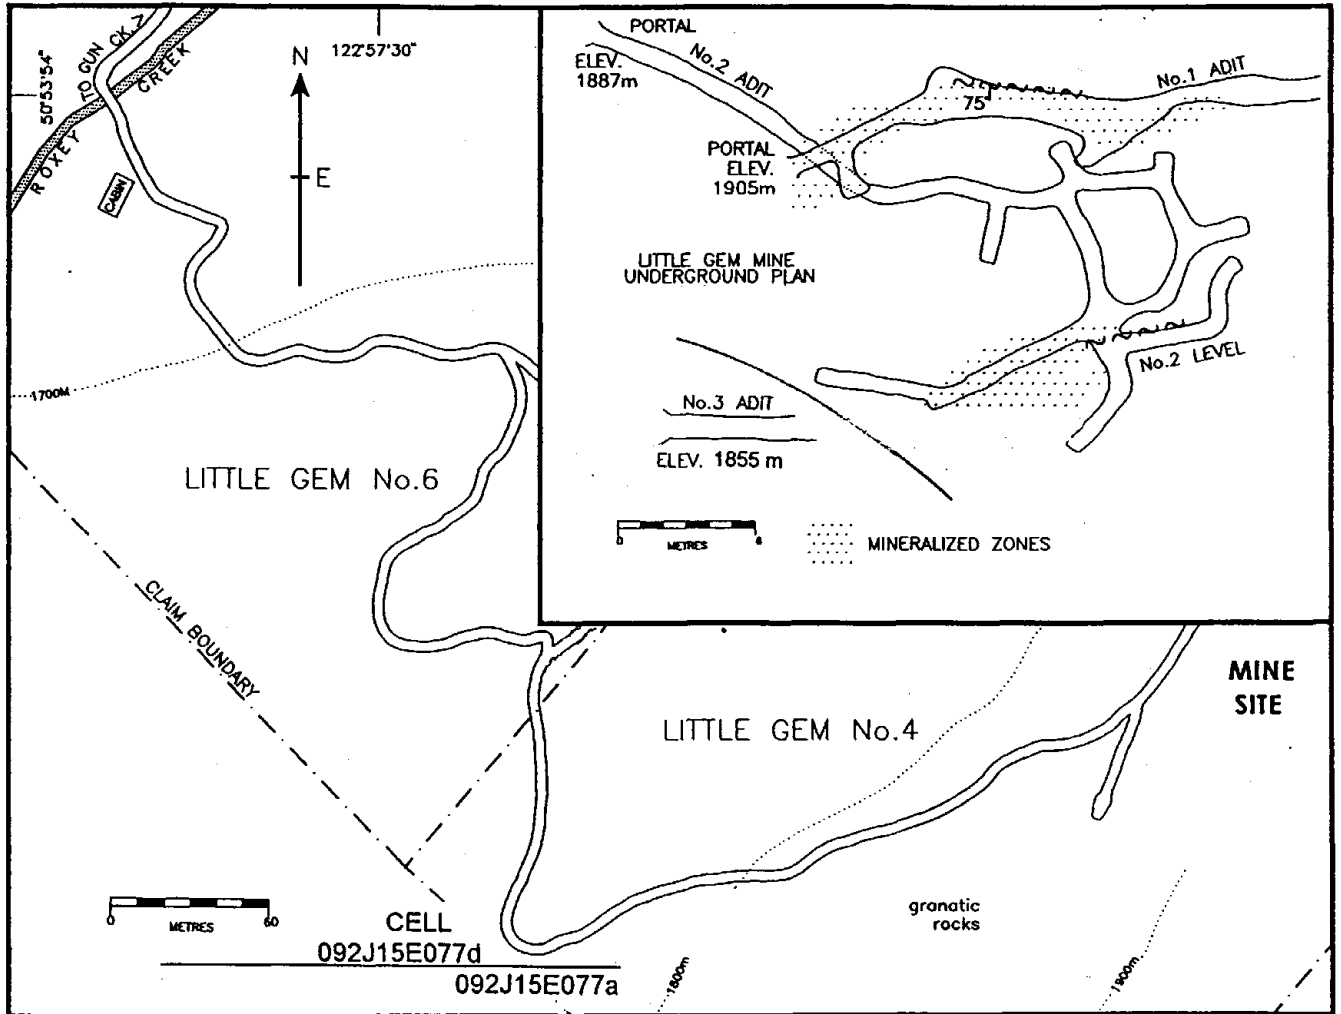 TO GUN CK.
ROXEY CREEK
50°53'54"
122°57'30"
N
E
CABIN
1700M
LITTLE GEM No.6
CLAIM BOUNDARY
PORTAL
ELEV.
1887m
No.2 ADIT
No.1 ADIT
75°
PORTAL
ELEV.
1905m
LITTLE GEM MINE
UNDERGROUND PLAN
No.2 LEVEL
No.3 ADIT
ELEV. 1855 m
0 6
METRES
MINERALIZED ZONES
MINE
SITE
LITTLE GEM No.4
granatic
rocks
0 60
METRES
CELL
092J15E077d
092J15E077a
1800m
1900m